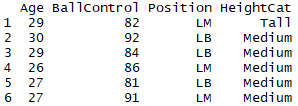 Age BallControl Position HeightCat
1 29 82 LM Tall
2 30 92 LB Medium
3 29 84 LB Medium
4 26 86 LM Medium
5 27 81 LB Medium
6 27 91 LM Medium